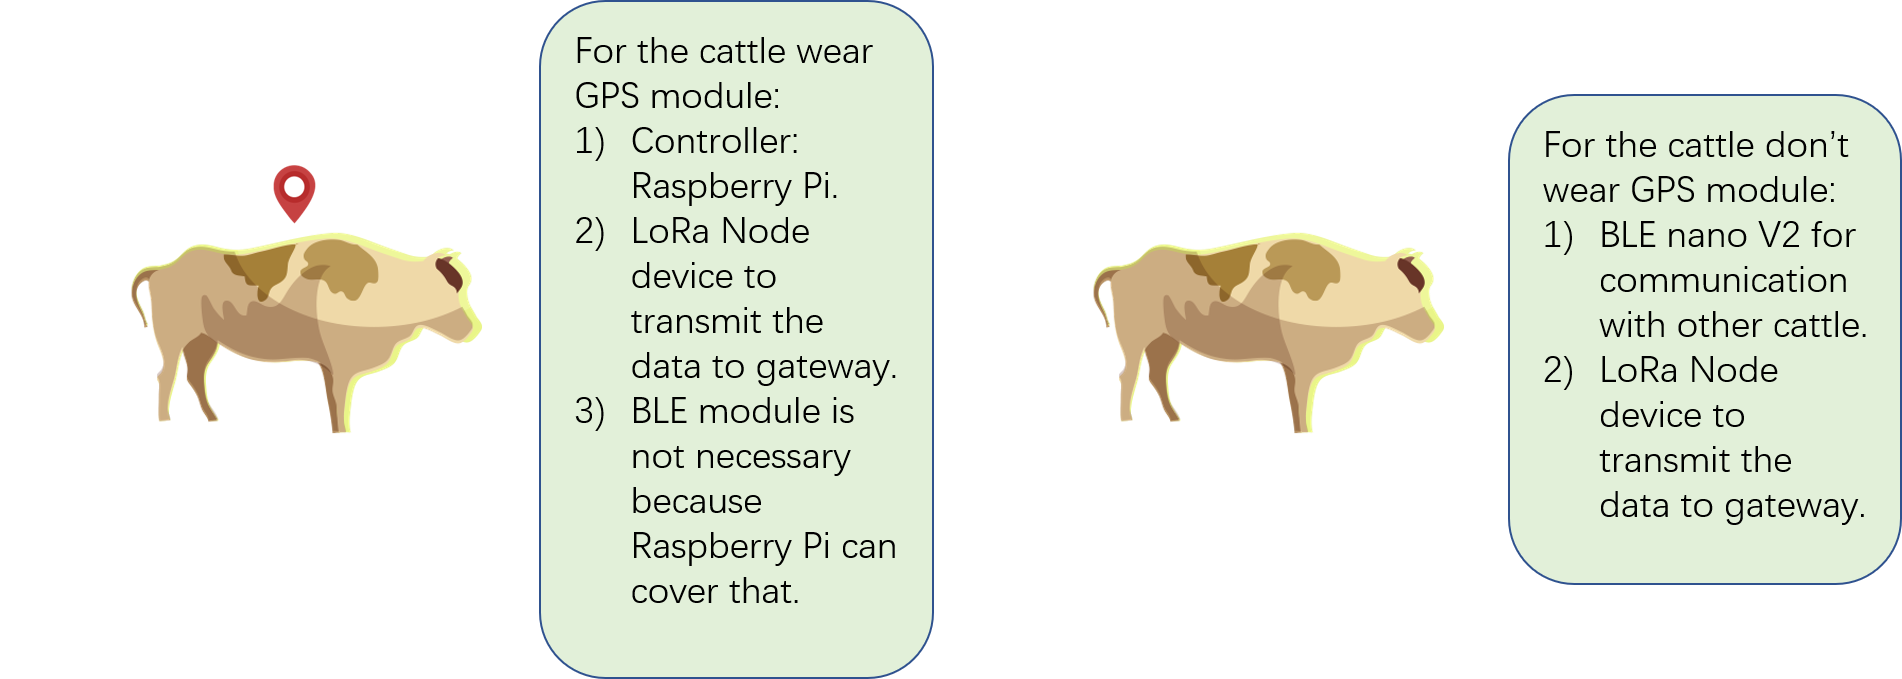 For the cattle wear
GPS module:
1) Controller:
Raspberry Pi.
2) LoRa Node
device to
transmit the
data to gateway.
3) BLE module is
not necessary
because
Raspberry Pi can
cover that.
For the cattle don’t
wear GPS module:
1) BLE nano V2 for
communication
with other cattle.
2) LoRa Node
device to
transmit the
data to gateway.